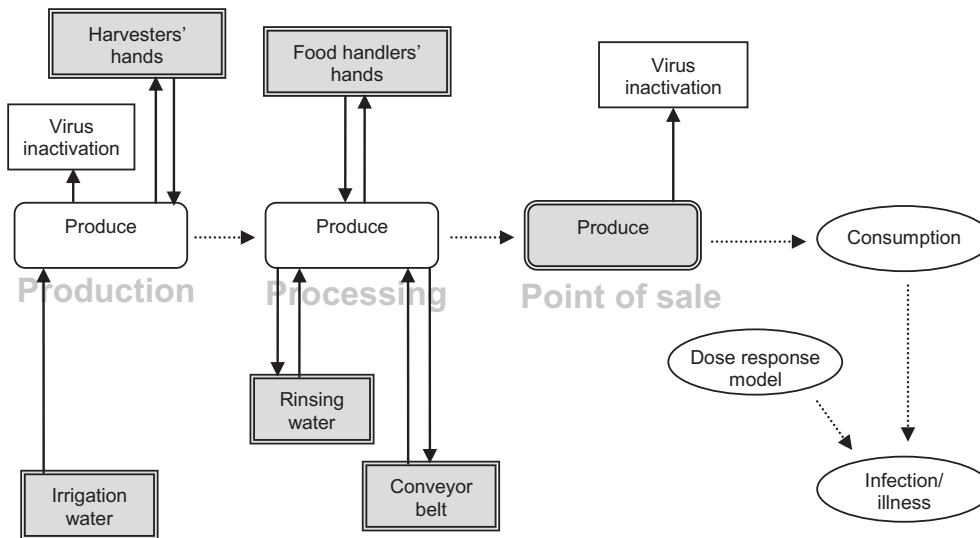 Harvesters'
hands
Food handlers'
hands
Virus
inactivation
Virus
inactivation
Produce
Produce
Produce
Consumption
Production
Processing
Point of sale
Dose response
model
Rinsing
water
Irrigation
water
Conveyor
belt
Infection/
illness